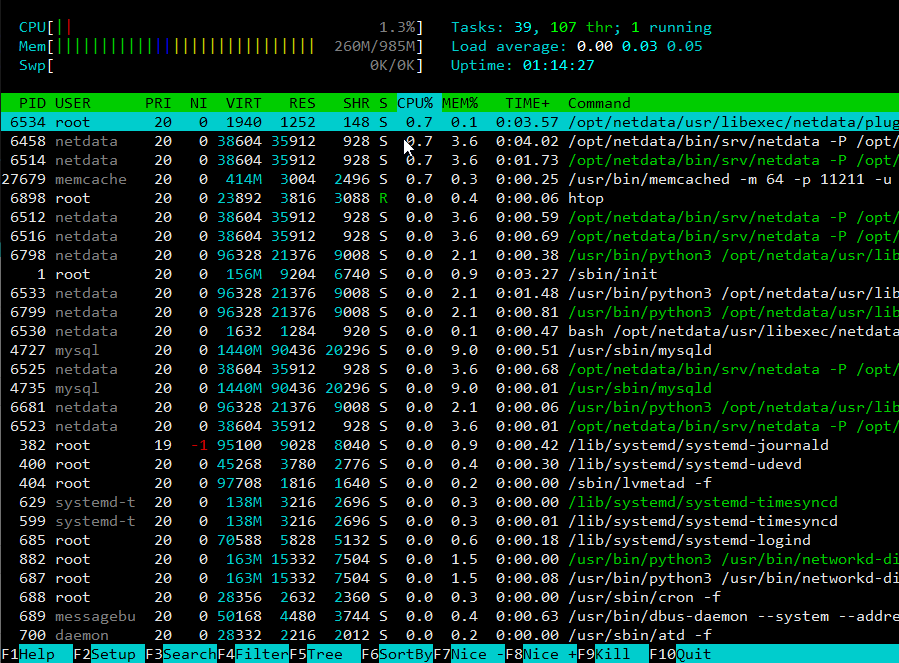 CPU[|| 1.3%] Tasks: 39, 107 thr; 1 running
Mem[||||||||||||||||||||||||||||| 260M/985M] Load average: 0.00 0.03 0.05
Swp[ 0K/0K] Uptime: 01:14:27
PID USER PRI NI VIRT RES SHR S CPU% MEM% TIME+ Command
6534 root 20 0 1940 1252 148 S 0.7 0.1 0:03.57 /opt/netdata/usr/libexec/netdata/plug
6458 netdata 20 0 38604 35912 928 S 0.7 3.6 0:04.02 /opt/netdata/bin/srv/netdata -P /opt/
6514 netdata 20 0 38604 35912 928 S 0.7 3.6 0:01.73 /opt/netdata/bin/srv/netdata -P /opt/
27679 memcache 20 0 414M 3004 2496 S 0.7 0.3 0:00.25 /usr/bin/memcached -m 64 -p 11211 -u
6898 root 20 0 23892 3816 3088 R 0.0 0.4 0:00.06 htop
6512 netdata 20 0 38604 35912 928 S 0.0 3.6 0:00.59 /opt/netdata/bin/srv/netdata -P /opt/
6516 netdata 20 0 38604 35912 928 S 0.0 3.6 0:00.69 /opt/netdata/bin/srv/netdata -P /opt/
6798 netdata 20 0 96328 21376 9008 S 0.0 2.1 0:00.38 /usr/bin/python3 /opt/netdata/usr/lib
1 root 20 0 156M 9204 6740 S 0.0 0.9 0:03.27 /sbin/init
6533 netdata 20 0 96328 21376 9008 S 0.0 2.1 0:01.48 /usr/bin/python3 /opt/netdata/usr/lib
6799 netdata 20 0 96328 21376 9008 S 0.0 2.1 0:00.81 /usr/bin/python3 /opt/netdata/usr/lib
6530 netdata 20 0 1632 1284 920 S 0.0 0.1 0:00.47 bash /opt/netdata/usr/libexec/netdata
4727 mysql 20 0 1440M 90436 20296 S 0.0 9.0 0:00.51 /usr/sbin/mysqld
6525 netdata 20 0 38604 35912 928 S 0.0 3.6 0:00.68 /opt/netdata/bin/srv/netdata -P /opt/
4735 mysql 20 0 1440M 90436 20296 S 0.0 9.0 0:00.01 /usr/sbin/mysqld
6681 netdata 20 0 96328 21376 9008 S 0.0 2.1 0:00.06 /usr/bin/python3 /opt/netdata/usr/lib
6523 netdata 20 0 38604 35912 928 S 0.0 3.6 0:00.01 /opt/netdata/bin/srv/netdata -P /opt/
382 root 19 -1 95100 9028 8040 S 0.0 0.9 0:00.42 /lib/systemd/systemd-journald
400 root 20 0 45268 3780 2776 S 0.0 0.4 0:00.30 /lib/systemd/systemd-udevd
404 root 20 0 97708 1816 1640 S 0.0 0.2 0:00.00 /sbin/lvmetad -f
629 systemd-t 20 0 138M 3216 2696 S 0.0 0.3 0:00.00 /lib/systemd/systemd-timesyncd
599 systemd-t 20 0 138M 3216 2696 S 0.0 0.3 0:00.01 /lib/systemd/systemd-timesyncd
685 root 20 0 70588 5828 5132 S 0.0 0.6 0:00.18 /lib/systemd/systemd-logind
882 root 20 0 163M 15332 7504 S 0.0 1.5 0:00.00 /usr/bin/python3 /usr/bin/networkd-di
687 root 20 0 163M 15332 7504 S 0.0 1.5 0:00.08 /usr/bin/python3 /usr/bin/networkd-di
688 root 20 0 28356 2632 2360 S 0.0 0.3 0:00.00 /usr/sbin/cron -f
689 messagebu 20 0 50168 4480 3744 S 0.0 0.4 0:00.63 /usr/bin/dbus-daemon --system --addre
700 daemon 20 0 28332 2216 2012 S 0.0 0.2 0:00.00 /usr/sbin/atd -f
F1Help F2Setup F3SearchF4FilterF5Tree F6SortByF7Nice -F8Nice +F9Kill F10Quit